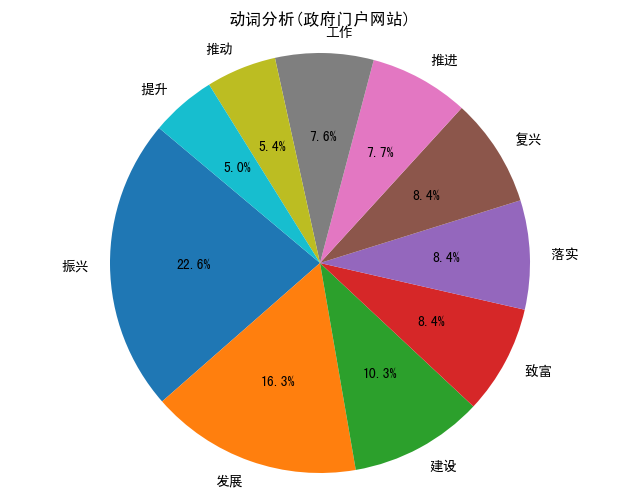 动词分析(政府门户网站)
工作
推动
推进
提升
复兴
振兴
落实
致富
建设
发展
7.6%
5.4%
7.7%
5.0%
8.4%
22.6%
8.4%
8.4%
16.3%
10.3%